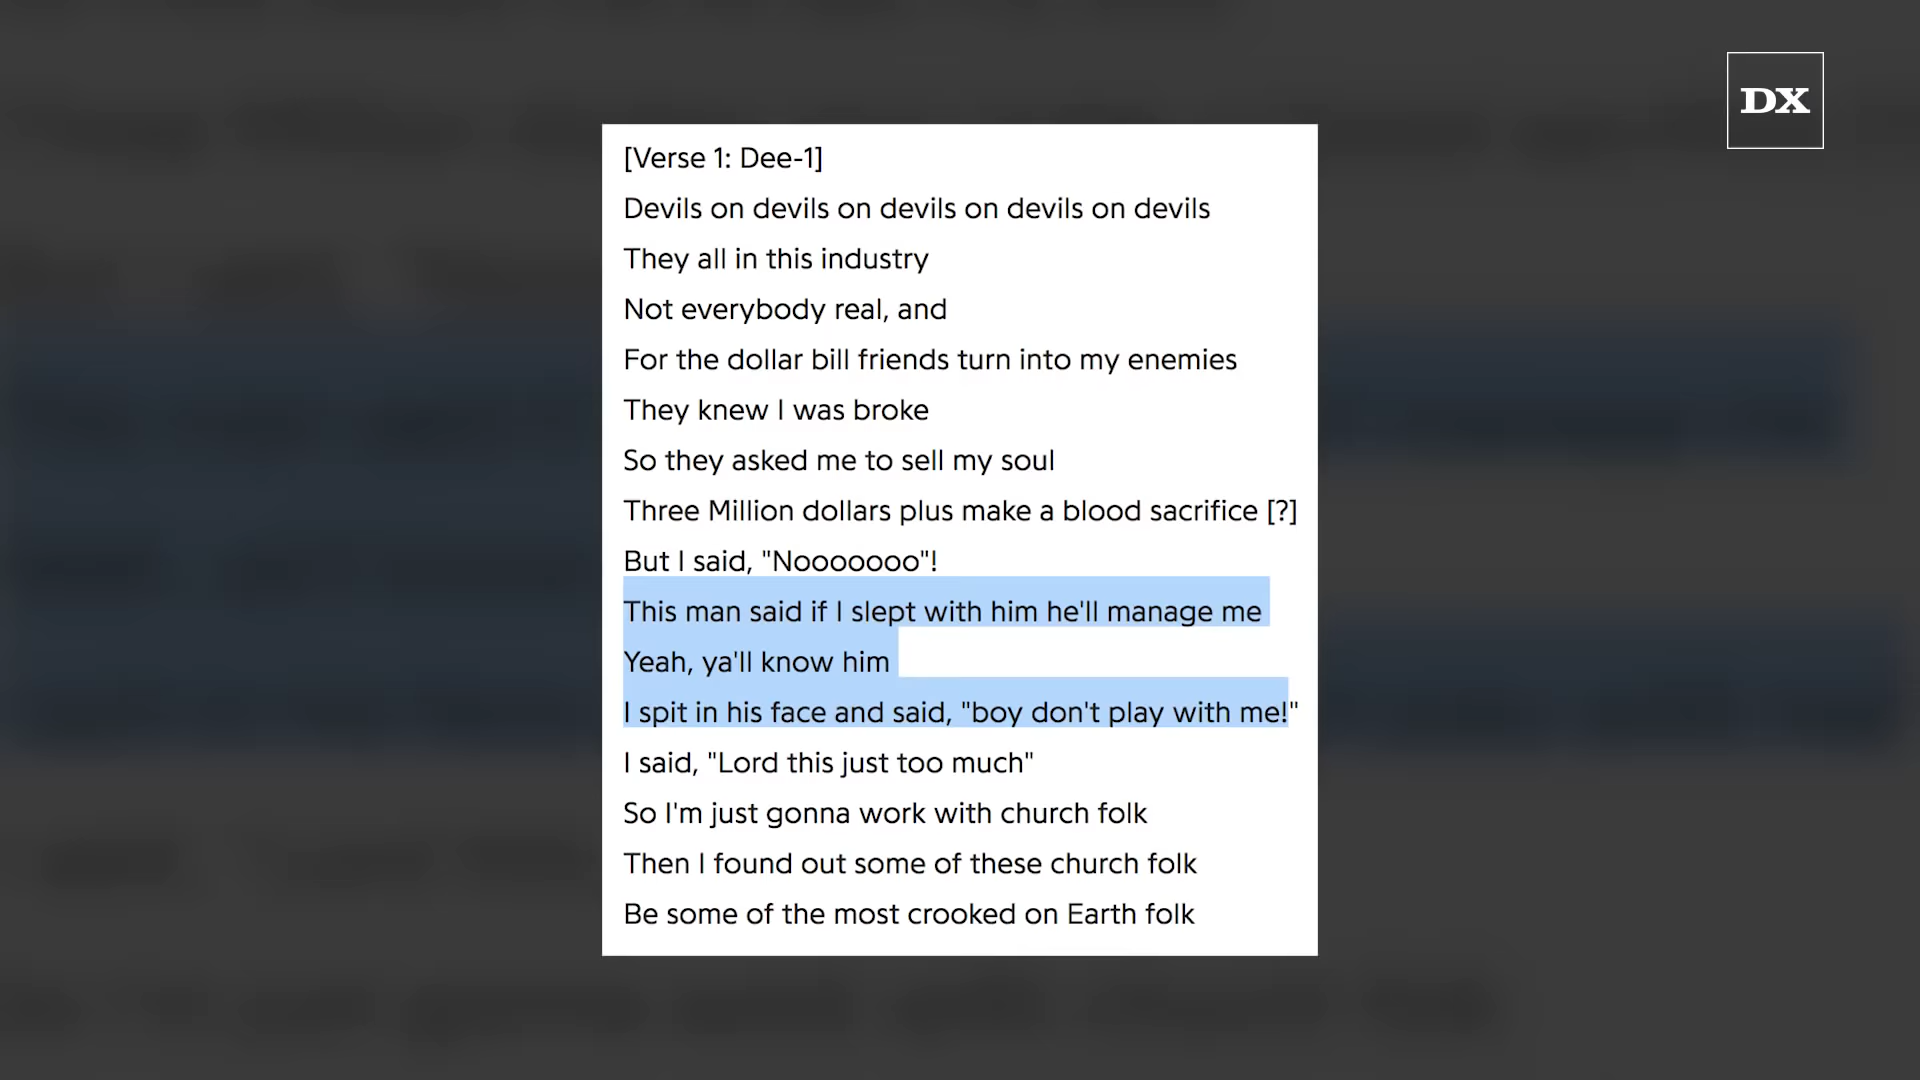 DX
[Verse 1: Dee-1]
Devils on devils on devils on devils on devils
They all in this industry
Not everybody real, and
For the dollar bill friends turn into my enemies
They knew I was broke
So they asked me to sell my soul
Three Million dollars plus make a blood sacrifice [?]
But I said, "Nooooooo"!
This man said if I slept with him he'll manage me
Yeah, ya'll know him
I spit in his face and said, "boy don't play with me!"
I said, "Lord this just too much"
So I'm just gonna work with church folk
Then I found out some of these church folk
Be some of the most crooked on Earth folk